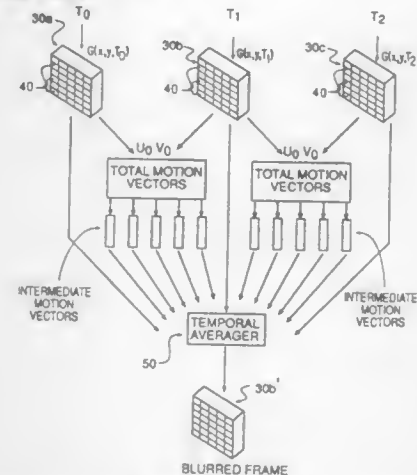 T0 T1 T2
30a 30b 30c
G(x,y,T0) G(x,y,T1) G(x,y,T2
40 40 40
U0 V0 U0 V0
TOTAL MOTION VECTORS
TOTAL MOTION VECTORS
INTERMEDIATE MOTION VECTORS
INTERMEDIATE MOTION VECTORS
TEMPORAL AVERAGER
50
30b'
BLURRED FRAME